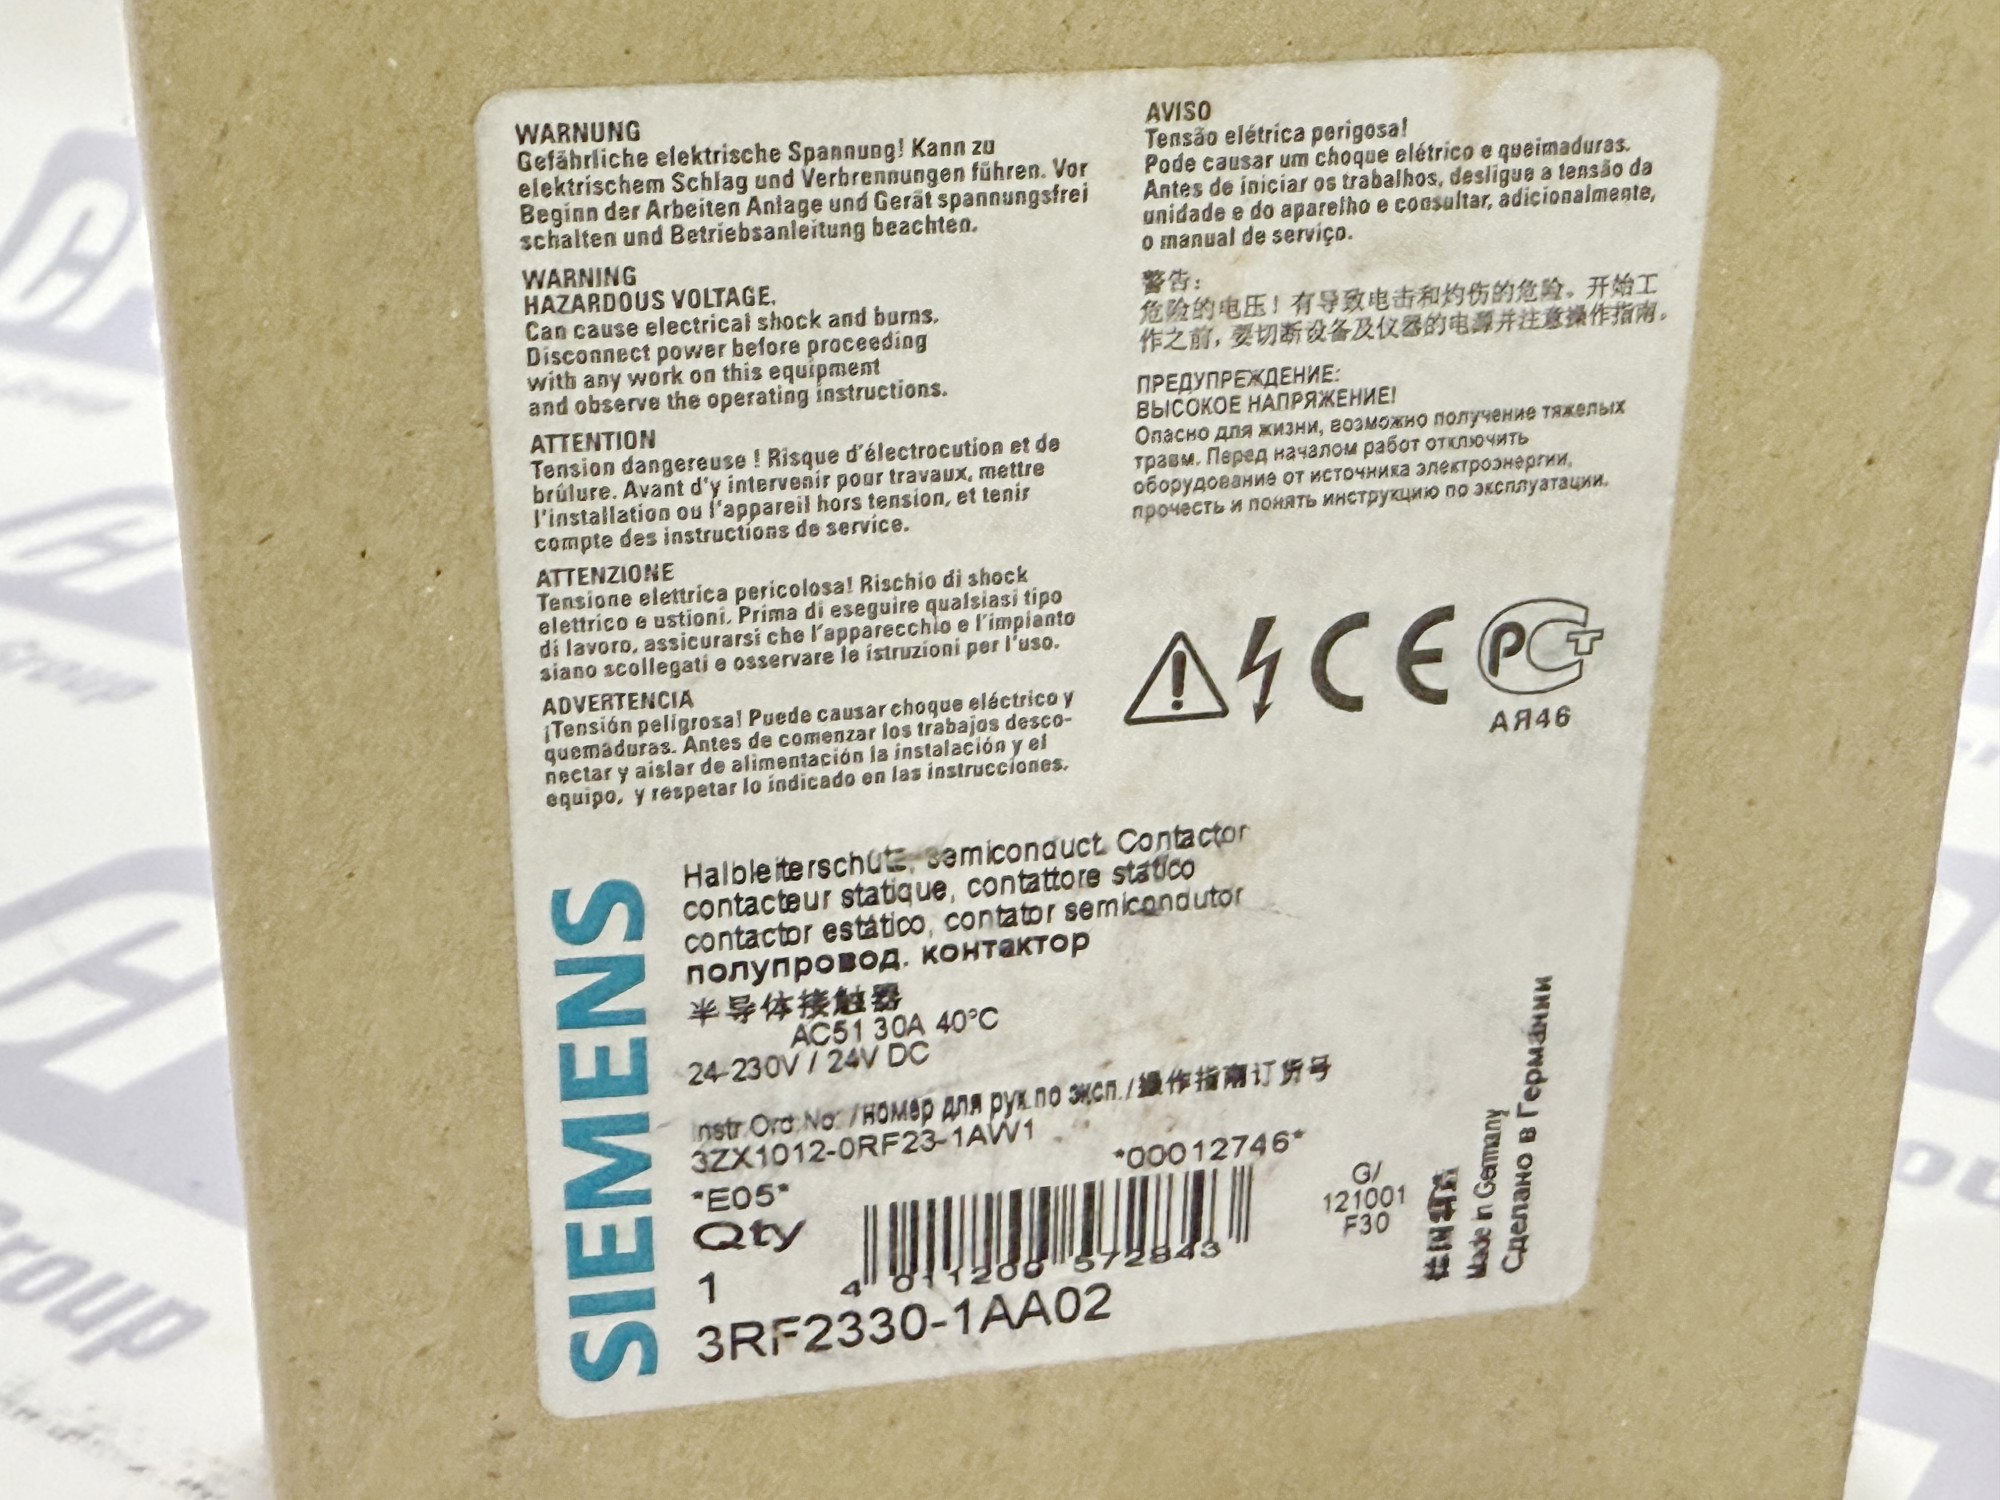 WARNUNG
Gefährliche elektrische Spannung! Kann zu
elektrischem Schlag und Verbrennungen führen. Vor
Beginn der Arbeiten Anlage und Gerät spannungsfrei
schalten und Betriebsanleitung beachten.
WARNING
HAZARDOUS VOLTAGE.
Can cause electrical shock and burns.
Disconnect power before proceeding
with any work on this equipment
and observe the operating instructions.
ATTENTION
Tension dangereuse ! Risque d'électrocution et de
brûlure. Avant d'y intervenir pour travaux, mettre
l'installation ou l'appareil hors tension, et tenir
compte des instructions de service.
ATTENZIONE
Tensione elettrica pericolosa! Rischio di shock
elettrico e ustioni. Prima di eseguire qualsiasi tipo
di lavoro, assicurarsi che l'apparecchio e l'impianto
siano scollegati e osservare le istruzioni per l'uso.
ADVERTENCIA
¡Tensión peligrosa! Puede causar choque eléctrico y
quemaduras. Antes de comenzar los trabajos desco-
nectar y aislar de alimentación la instalación y el
equipo, y respetar lo indicado en las instrucciones.
AVISO
Tensão elétrica perigosa!
Pode causar um choque elétrico e queimaduras.
Antes de iniciar os trabalhos, desligue a tensão da
unidade e do aparelho e consultar, adicionalmente,
o manual de serviço.
警告:
危险的电压！有导致电击和灼伤的危险。开始工
作之前，要切断设备及仪器的电源并注意操作指南。
ПРЕДУПРЕЖДЕНИЕ:
ВЫСОКОЕ НАПРЯЖЕНИЕ!
Опасно для жизни, возможно получение тяжелых
травм. Перед началом работ отключить
оборудование от источника электроэнергии,
прочесть и понять инструкцию по эксплуатации.
CE
РСТ
АЯ46
SIEMENS
Halbleiterschütz, semiconduct. Contactor
contacteur statique, contattore statico
contactor estático, contator semicondutor
полупровод. контактор
半导体接触器
AC51 30A 40°C
24-230V / 24V DC
Instr. Ord. No. /номер для рук.по эксп./操作指南订货号
3ZX1012-0RF23-1AW1
*00012746*
*E05*
Qty
1
4 011200 572843
3RF2330-1AA02
G/
121001
F30
Made in Germany
Сделано в Германии
Group
Group